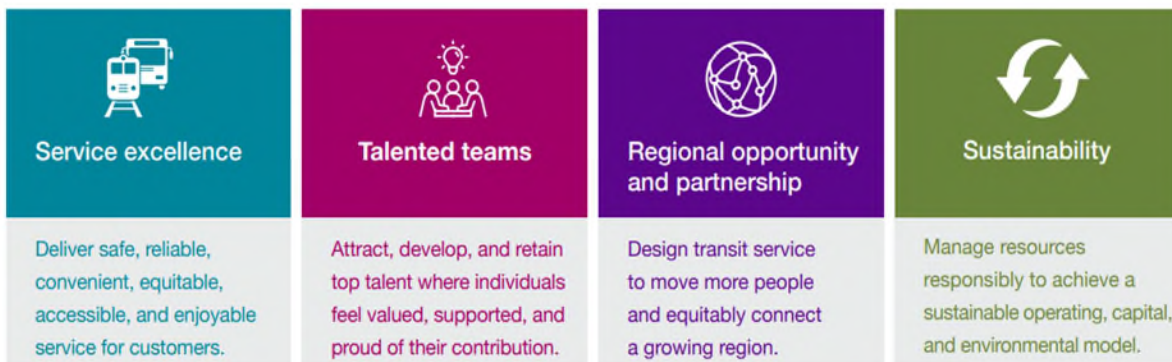 Service excellence
Deliver safe, reliable,
convenient, equitable,
accessible, and enjoyable
service for customers.
Talented teams
Attract, develop, and retain
top talent where individuals
feel valued, supported, and
proud of their contribution.
Regional opportunity
and partnership
Design transit service
to move more people
and equitably connect
a growing region.
Sustainability
Manage resources
responsibly to achieve a
sustainable operating, capital,
and environmental model.